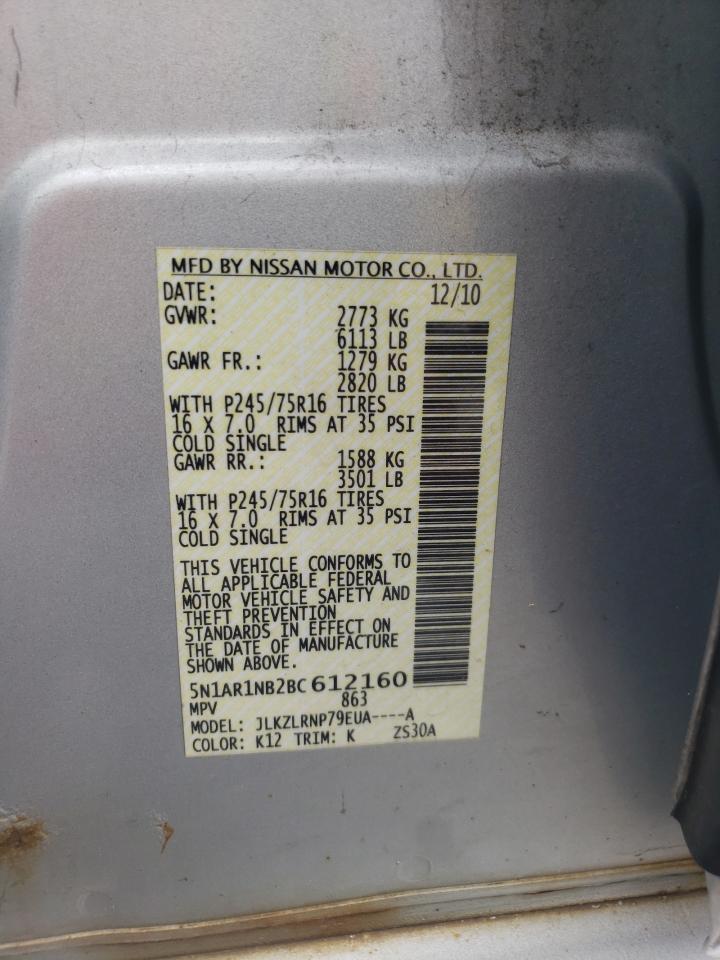 MFD BY NISSAN MOTOR CO., LTD.
DATE: 12/10
GVWR: 2773 KG
6113 LB
GAWR FR.: 1279 KG
2820 LB
WITH P245/75R16 TIRES
16 X 7.0 RIMS AT 35 PSI
COLD SINGLE
GAWR RR.: 1588 KG
3501 LB
WITH P245/75R16 TIRES
16 X 7.0 RIMS AT 35 PSI
COLD SINGLE
THIS VEHICLE CONFORMS TO
ALL APPLICABLE FEDERAL
MOTOR VEHICLE SAFETY AND
THEFT PREVENTION
STANDARDS IN EFFECT ON
THE DATE OF MANUFACTURE
SHOWN ABOVE.
5N1AR1NB2BC612160
MPV 863
MODEL: JLKZLRNP79EUA----A
COLOR: K12 TRIM: K ZS30A